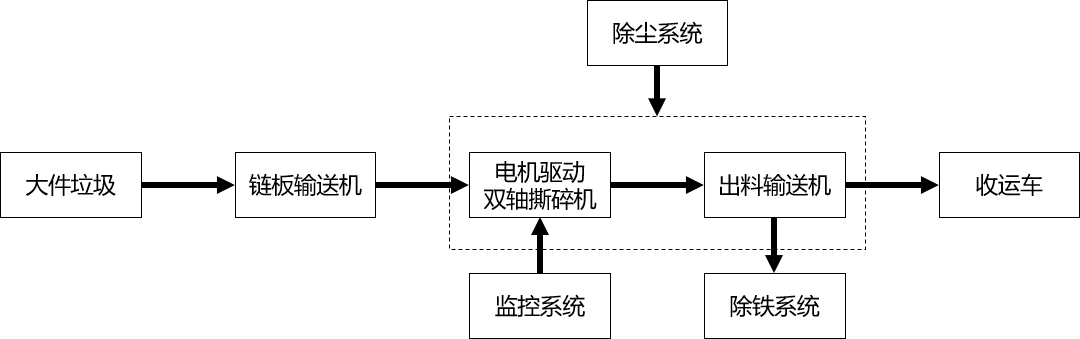 除尘系统
大件垃圾
链板输送机
电机驱动
双轴撕碎机
出料输送机
收运车
监控系统
除铁系统